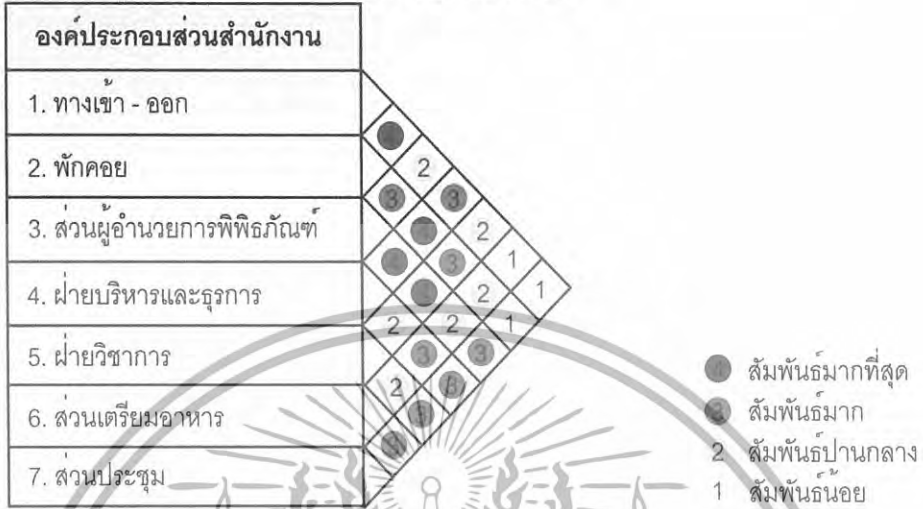 องค์ประกอบส่วนสำนักงาน
1. ทางเข้า - ออก
2. พักคอย
3. ส่วนผู้อำนวยการพิพิธภัณฑ์
4. ฝ่ายบริหารและธุรการ
5. ฝ่ายวิชาการ
6. ส่วนเตรียมอาหาร
7. ส่วนประชุม
4
2
3 3
4 2
4 3 1
4 2 1
2 2 1
3 3
2 3
3
3
4 สัมพันธ์มากที่สุด
3 สัมพันธ์มาก
2 สัมพันธ์ปานกลาง
1 สัมพันธ์น้อย